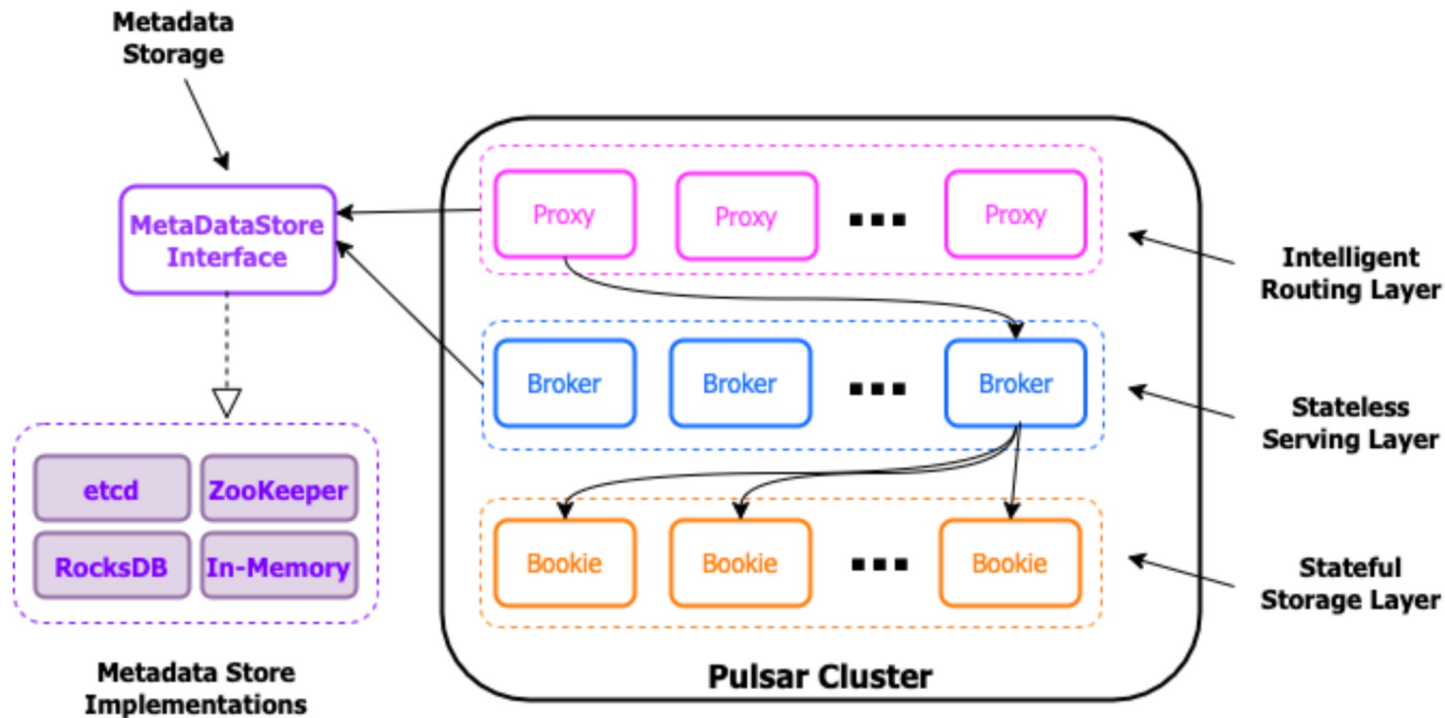 Metadata
Storage
MetaDataStore
Interface
etcd
ZooKeeper
RocksDB
In-Memory
Metadata Store
Implementations
Proxy
Proxy
Proxy
Broker
Broker
Broker
Bookie
Bookie
Bookie
Pulsar Cluster
Intelligent
Routing Layer
Stateless
Serving Layer
Stateful
Storage Layer